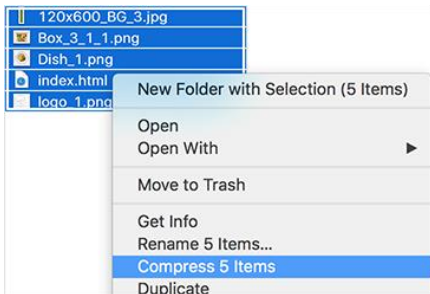 120x600_BG_3.jpg
Box_3_1_1.png
Dish_1.png
index.html
logo_1.png
New Folder with Selection (5 Items)
Open
Open With
Move to Trash
Get Info
Rename 5 Items...
Compress 5 Items
Duplicate